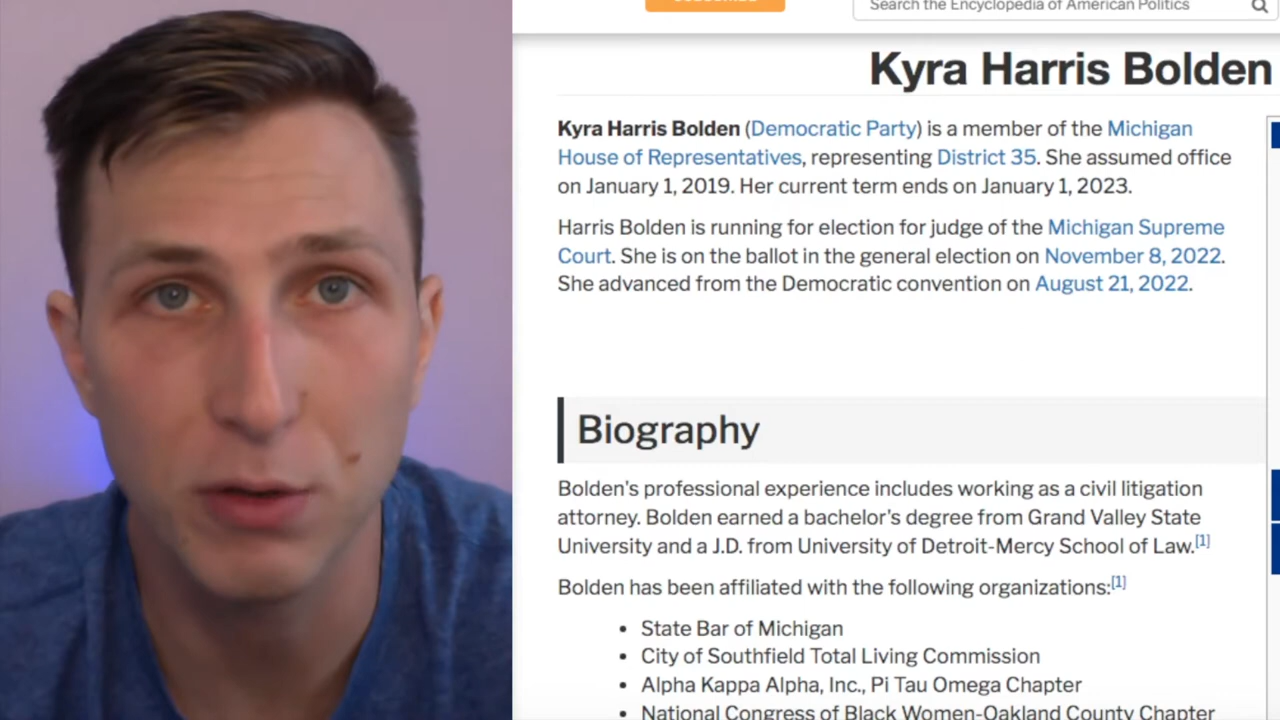 Search the Encyclopedia of American Politics
Kyra Harris Bolden
Kyra Harris Bolden (Democratic Party) is a member of the Michigan
House of Representatives, representing District 35. She assumed office
on January 1, 2019. Her current term ends on January 1, 2023.
Harris Bolden is running for election for judge of the Michigan Supreme
Court. She is on the ballot in the general election on November 8, 2022.
She advanced from the Democratic convention on August 21, 2022.
Biography
Bolden's professional experience includes working as a civil litigation
attorney. Bolden earned a bachelor's degree from Grand Valley State
University and a J.D. from University of Detroit-Mercy School of Law.[1]
Bolden has been affiliated with the following organizations:[1]
• State Bar of Michigan
• City of Southfield Total Living Commission
• Alpha Kappa Alpha, Inc., Pi Tau Omega Chapter
• National Congress of Black Women-Oakland County Chapter